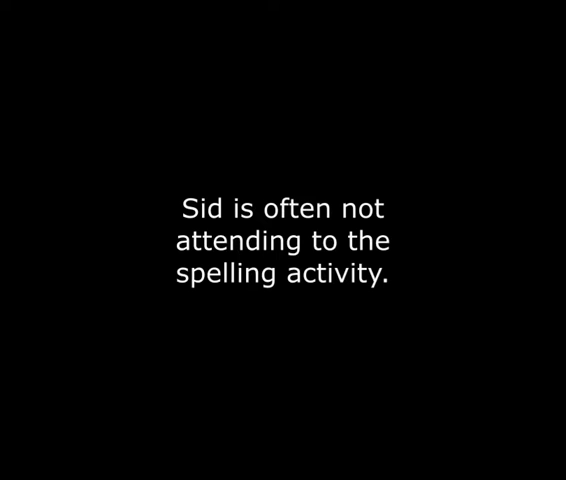 Sid is often not
attending to the
spelling activity.